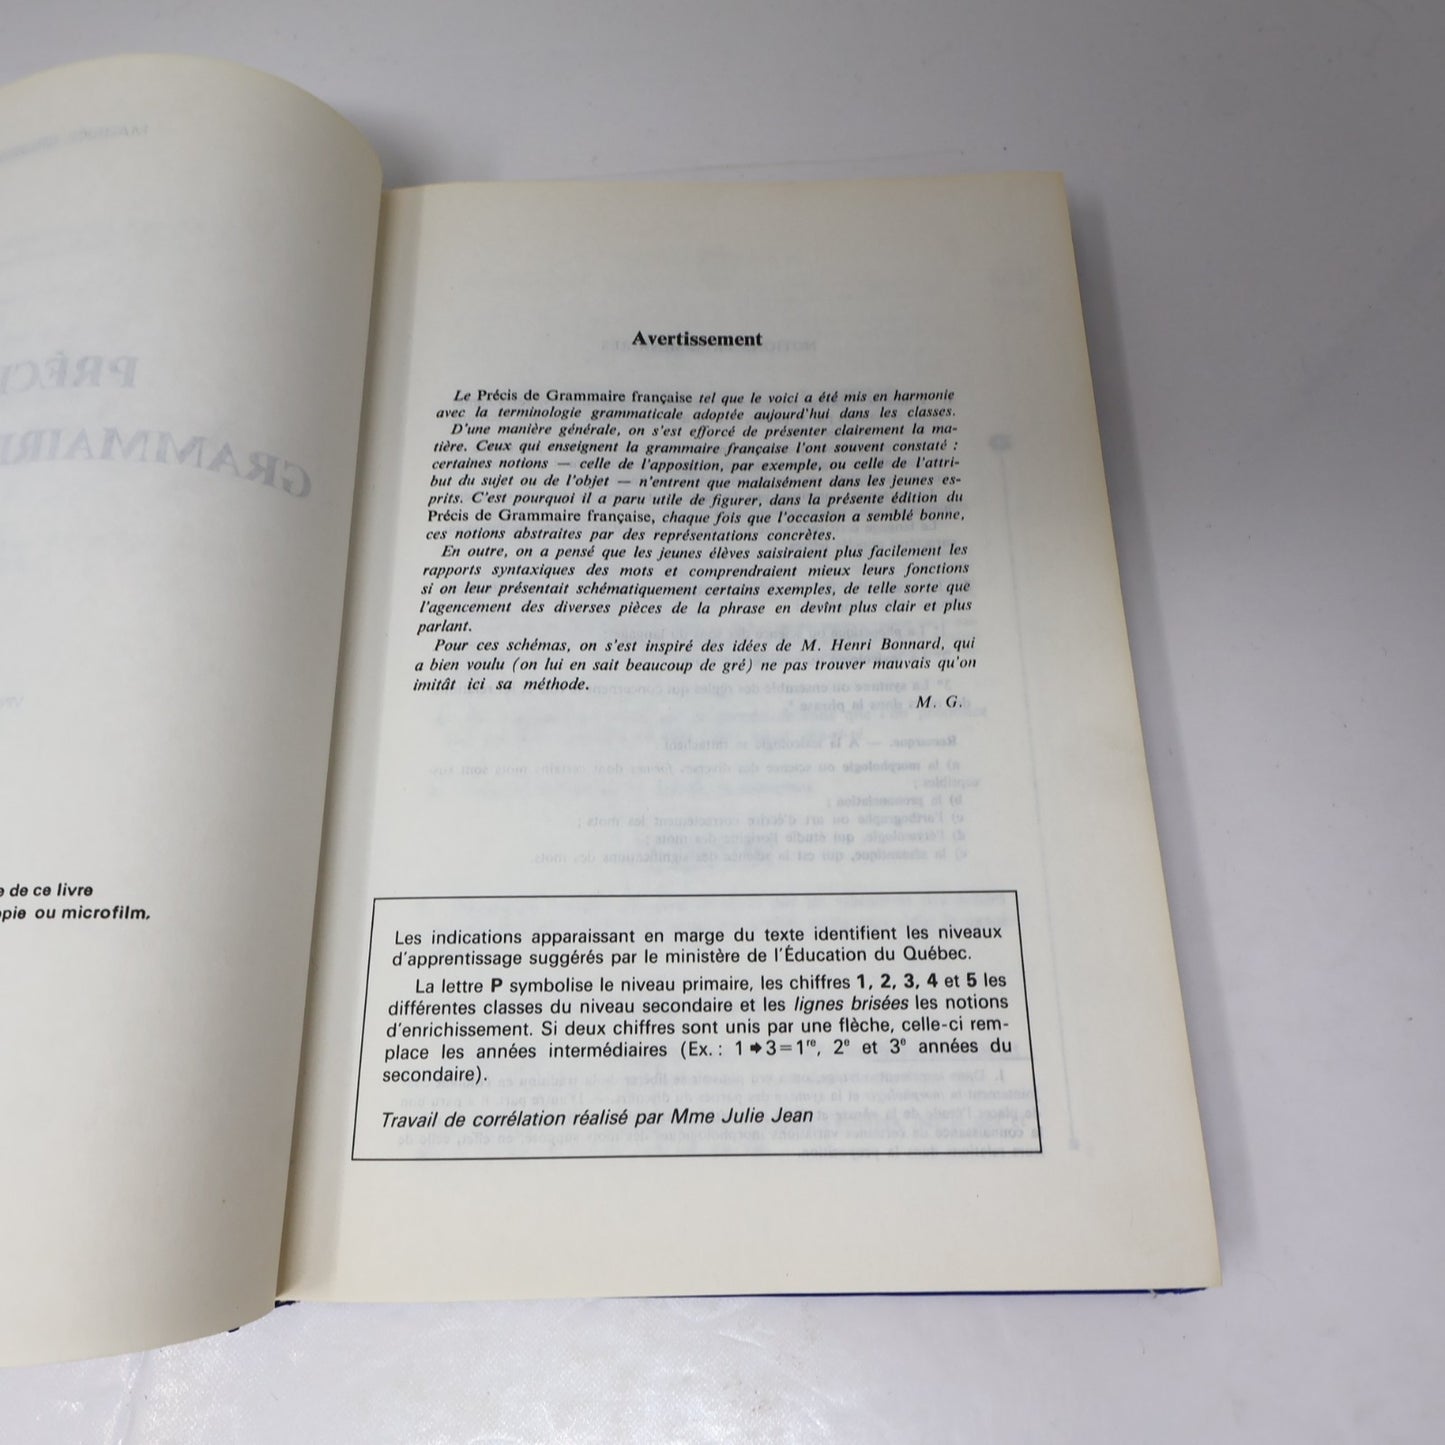 e de ce livre
opie ou microfilm.
Avertissement
Le Précis de Grammaire française tel que le voici a été mis en harmonie
avec la terminologie grammaticale adoptée aujourd'hui dans les classes.
D'une manière générale, on s'est efforcé de présenter clairement la ma-
tière. Ceux qui enseignent la grammaire française l'ont souvent constaté :
certaines notions — celle de l'apposition, par exemple, ou celle de l'attri-
but du sujet ou de l'objet — n'entrent que malaisément dans les jeunes es-
prits. C'est pourquoi il a paru utile de figurer, dans la présente édition du
Précis de Grammaire française, chaque fois que l'occasion a semblé bonne,
ces notions abstraites par des représentations concrètes.
En outre, on a pensé que les jeunes élèves saisiraient plus facilement les
rapports syntaxiques des mots et comprendraient mieux leurs fonctions
si on leur présentait schématiquement certains exemples, de telle sorte que
l'agencement des diverses pièces de la phrase en devînt plus clair et plus
parlant.
Pour ces schémas, on s'est inspiré des idées de M. Henri Bonnard, qui
a bien voulu (on lui en sait beaucoup de gré) ne pas trouver mauvais qu'on
imitât ici sa méthode.
M. G.
Les indications apparaissant en marge du texte identifient les niveaux
d'apprentissage suggérés par le ministère de l'Éducation du Québec.
La lettre P symbolise le niveau primaire, les chiffres 1, 2, 3, 4 et 5 les
différentes classes du niveau secondaire et les lignes brisées les notions
d'enrichissement. Si deux chiffres sont unis par une flèche, celle-ci rem-
place les années intermédiaires (Ex. : 1 ➡ 3 = 1re, 2e et 3e années du
secondaire).
Travail de corrélation réalisé par Mme Julie Jean